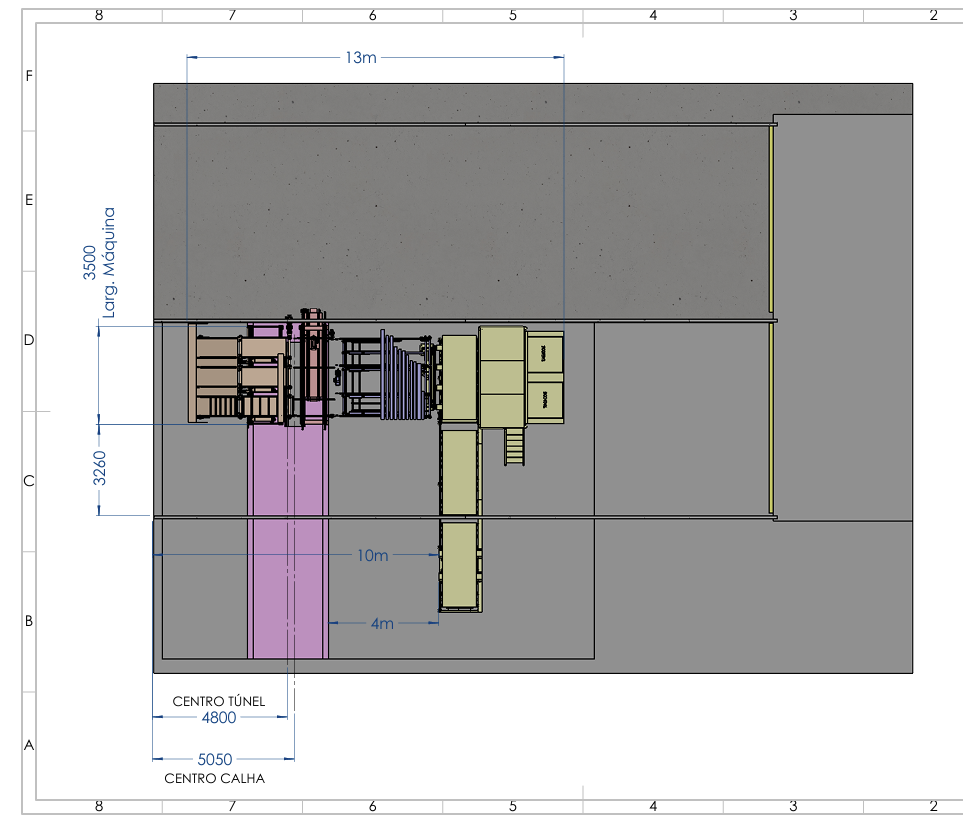 8 7 6 5 4 3 2
F
13m
E
3500
Larg. Máquina
D
C
3260
10m
B
4m
CENTRO TÚNEL
4800
A
5050
CENTRO CALHA
8 7 6 5 4 3 2